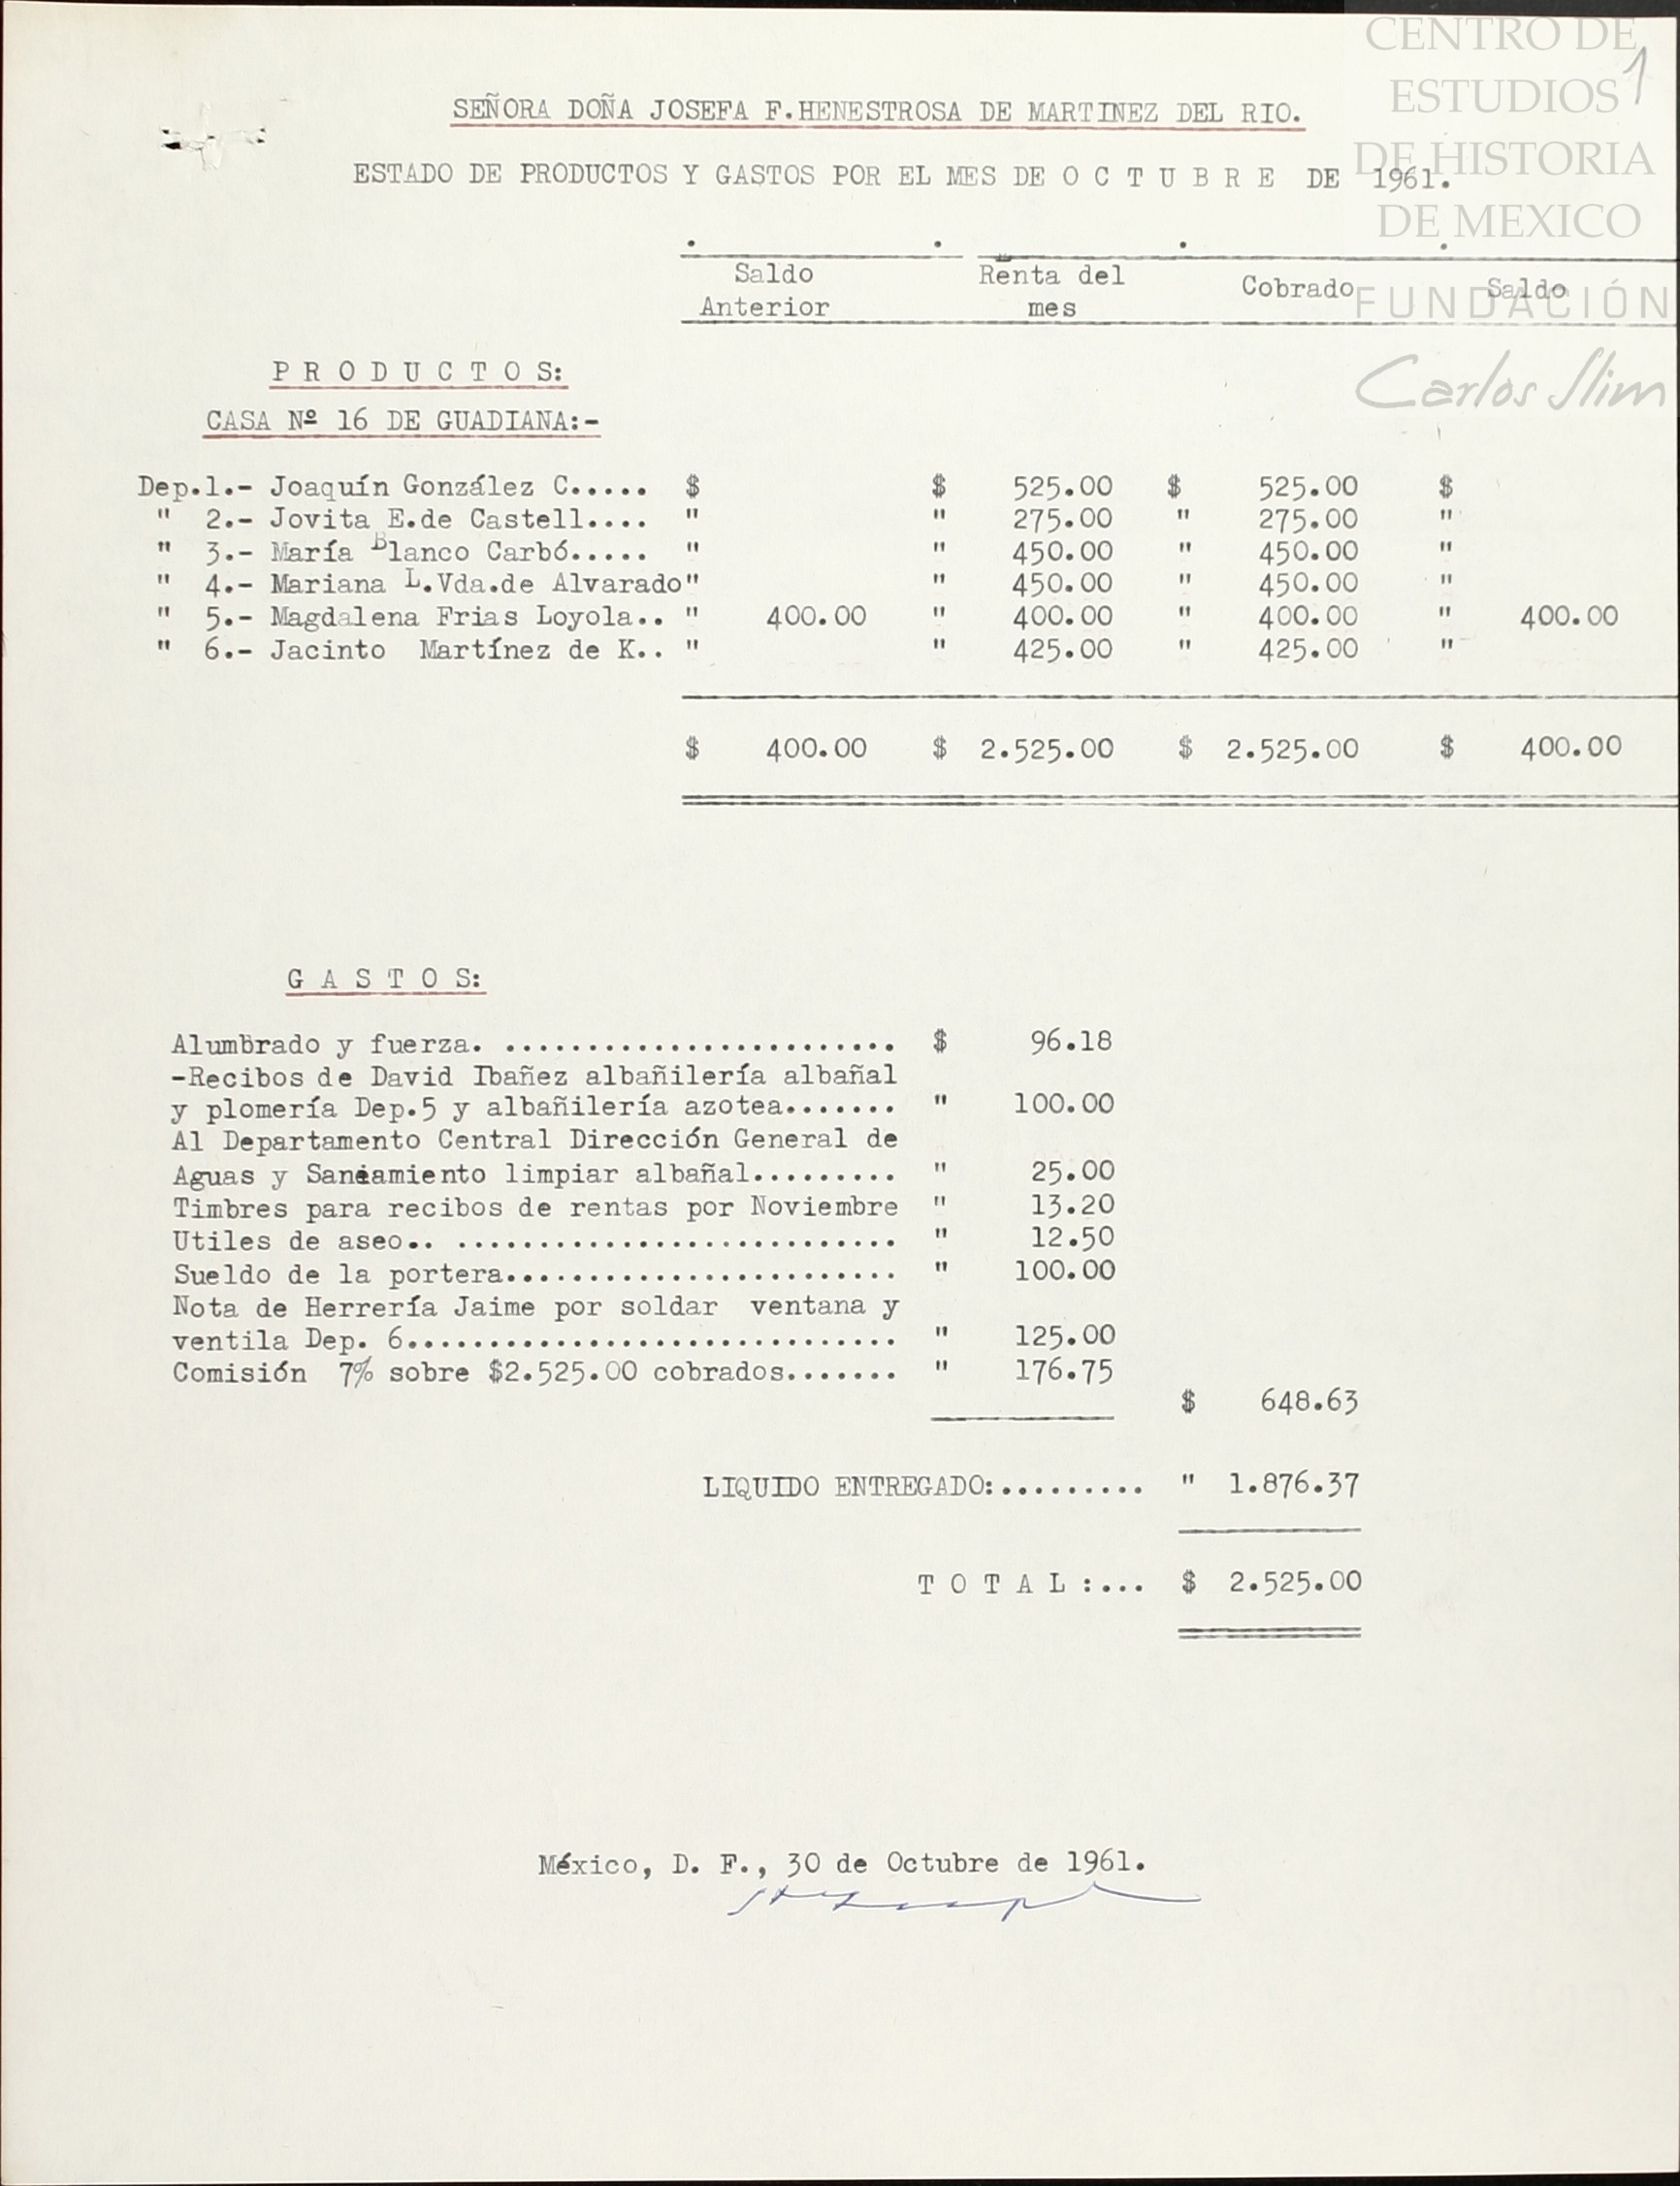 CENTRO DE
ESTUDIOS
DE HISTORIA
DE MEXICO
FUNDACIÓN
Carlos Slim
1
SEÑORA DOÑA JOSEFA F.HENESTROSA DE MARTINEZ DEL RIO.
ESTADO DE PRODUCTOS Y GASTOS POR EL MES DE O C T U B R E DE 1961.
Saldo Anterior Renta del mes Cobrado Saldo
P R O D U C T O S:
CASA Nº 16 DE GUADIANA:-
Dep.1.- Joaquín González C..... $ $ 525.00 $ 525.00 $
" 2.- Jovita E.de Castell.... " " 275.00 " 275.00 "
" 3.- María Blanco Carbó..... " " 450.00 " 450.00 "
" 4.- Mariana L.Vda.de Alvarado" " 450.00 " 450.00 "
" 5.- Magdalena Frias Loyola.. " 400.00 " 400.00 " 400.00 " 400.00
" 6.- Jacinto Martínez de K.. " " 425.00 " 425.00 "
$ 400.00 $ 2.525.00 $ 2.525.00 $ 400.00
G A S T O S:
Alumbrado y fuerza. ........................ $ 96.18
-Recibos de David Ibañez albañilería albañal
y plomería Dep.5 y albañilería azotea....... " 100.00
Al Departamento Central Dirección General de
Aguas y Saneamiento limpiar albañal......... " 25.00
Timbres para recibos de rentas por Noviembre " 13.20
Utiles de aseo.. ........................... " 12.50
Sueldo de la portera........................ " 100.00
Nota de Herrería Jaime por soldar ventana y
ventila Dep. 6.............................. " 125.00
Comisión 7% sobre $2.525.00 cobrados....... " 176.75
$ 648.63
LIQUIDO ENTREGADO:......... " 1.876.37
T O T A L :... $ 2.525.00
México, D. F., 30 de Octubre de 1961.